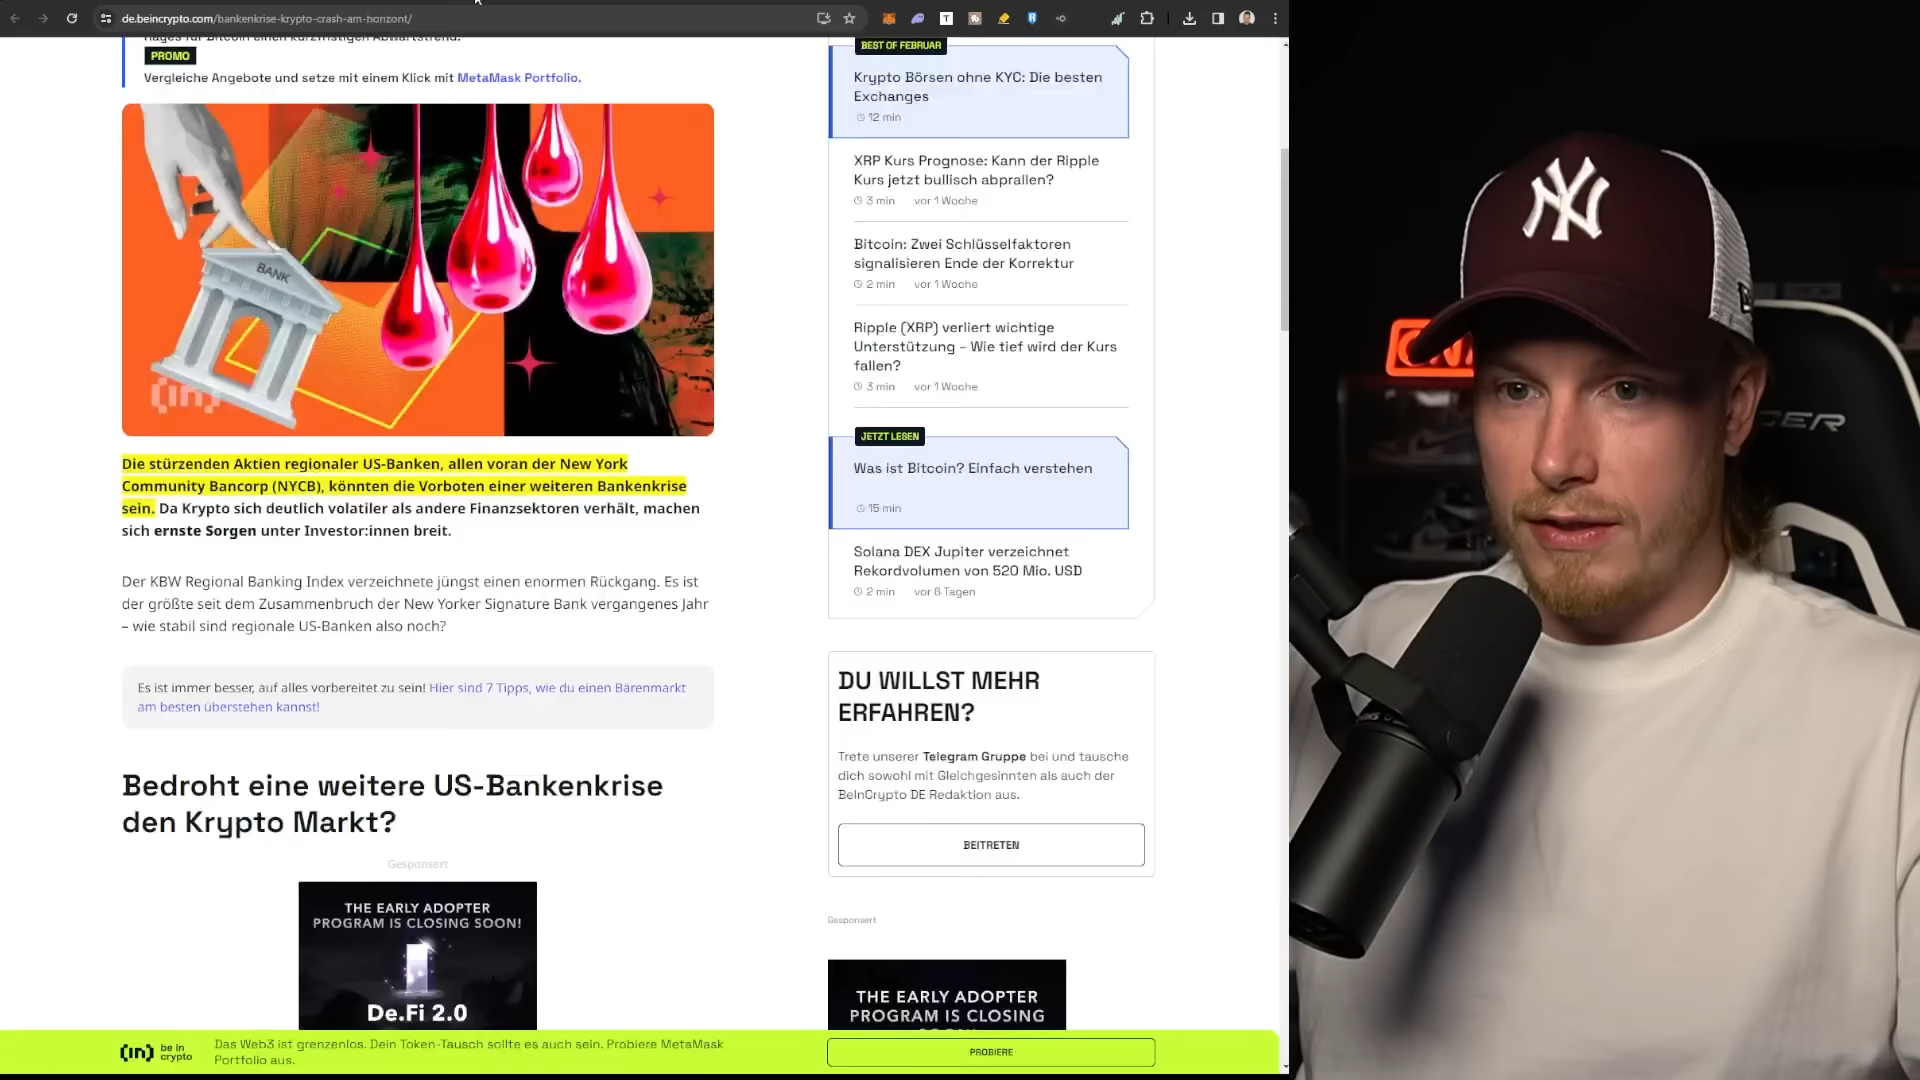 de.beincrypto.com/bankenkrise-krypto-crash-am-horizont/
Hayes für Bitcoin einen kurzfristigen Abwärtstrend.
PROMO
Vergleiche Angebote und setze mit einem Klick mit MetaMask Portfolio.
BANK
Die stürzenden Aktien regionaler US-Banken, allen voran der New York
Community Bancorp (NYCB), könnten die Vorboten einer weiteren Bankenkrise
sein. Da Krypto sich deutlich volatiler als andere Finanzsektoren verhält, machen
sich ernste Sorgen unter Investor:innen breit.
Der KBW Regional Banking Index verzeichnete jüngst einen enormen Rückgang. Es ist
der größte seit dem Zusammenbruch der New Yorker Signature Bank vergangenes Jahr
– wie stabil sind regionale US-Banken also noch?
Es ist immer besser, auf alles vorbereitet zu sein! Hier sind 7 Tipps, wie du einen Bärenmarkt
am besten überstehen kannst!
Bedroht eine weitere US-Bankenkrise
den Krypto Markt?
Gesponsert
THE EARLY ADOPTER
PROGRAM IS CLOSING SOON!
De.Fi 2.0
BEST OF FEBRUAR
Krypto Börsen ohne KYC: Die besten
Exchanges
12 min
XRP Kurs Prognose: Kann der Ripple
Kurs jetzt bullisch abprallen?
3 min vor 1 Woche
Bitcoin: Zwei Schlüsselfaktoren
signalisieren Ende der Korrektur
2 min vor 1 Woche
Ripple (XRP) verliert wichtige
Unterstützung – Wie tief wird der Kurs
fallen?
3 min vor 1 Woche
JETZT LESEN
Was ist Bitcoin? Einfach verstehen
15 min
Solana DEX Jupiter verzeichnet
Rekordvolumen von 520 Mio. USD
2 min vor 6 Tagen
DU WILLST MEHR
ERFAHREN?
Trete unserer Telegram Gruppe bei und tausche
dich sowohl mit Gleichgesinnten als auch der
BeInCrypto DE Redaktion aus.
BEITRETEN
Gesponsert
THE EARLY ADOPTER
PROGRAM IS CLOSING
(in) be in
crypto
Das Web3 ist grenzenlos. Dein Token-Tausch sollte es auch sein. Probiere MetaMask
Portfolio aus.
PROBIERE
NY